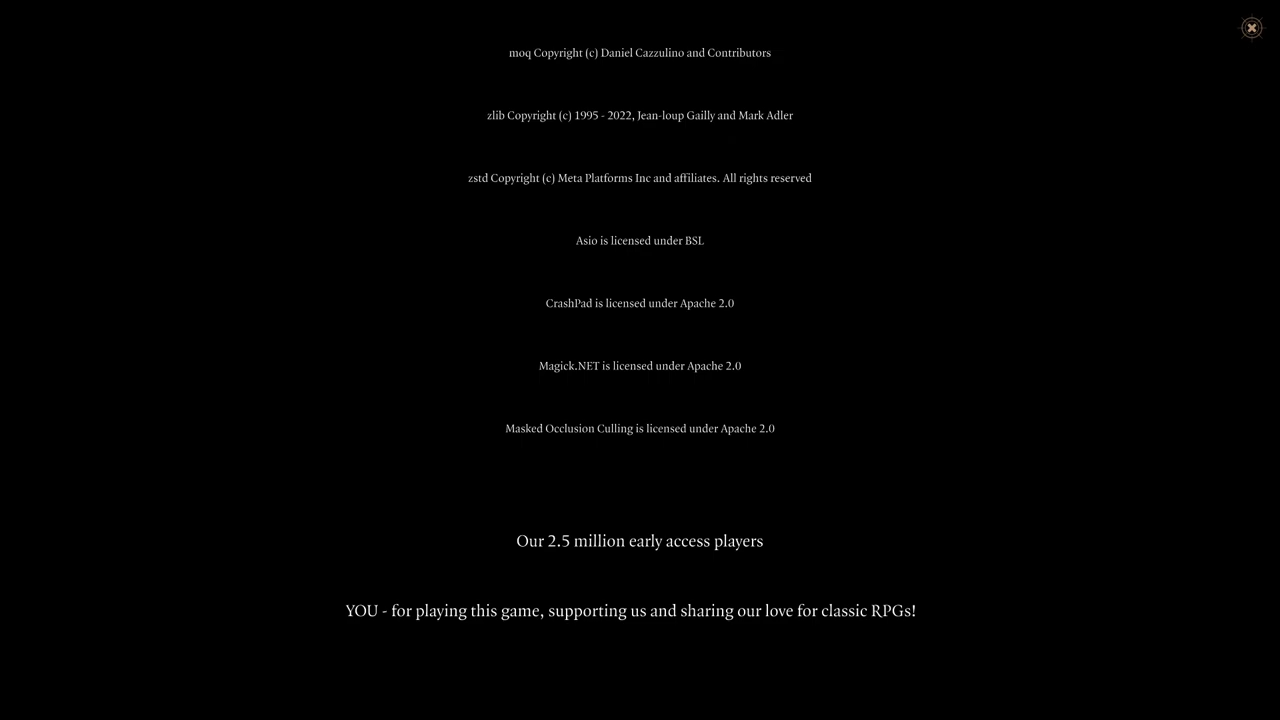 moq Copyright (c) Daniel Cazzulino and Contributors
zlib Copyright (c) 1995 - 2022, Jean-loup Gailly and Mark Adler
zstd Copyright (c) Meta Platforms Inc and affiliates. All rights reserved
Asio is licensed under BSL
CrashPad is licensed under Apache 2.0
Magick.NET is licensed under Apache 2.0
Masked Occlusion Culling is licensed under Apache 2.0
Our 2.5 million early access players
YOU - for playing this game, supporting us and sharing our love for classic RPGs!